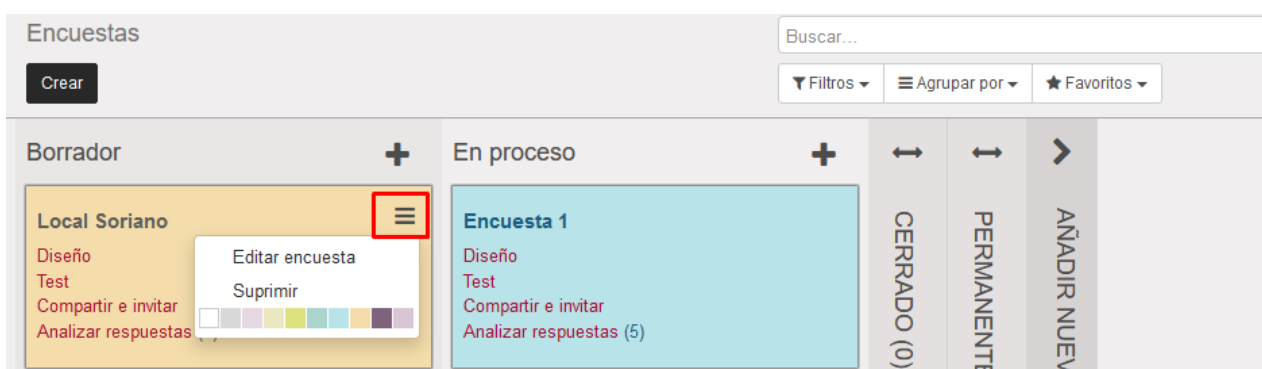 Encuestas
Buscar...
Crear
Filtros
Agrupar por
Favoritos
Borrador
En proceso
Local Soriano
Diseño
Test
Compartir e invitar
Analizar respuestas
Editar encuesta
Suprimir
Encuesta 1
Diseño
Test
Compartir e invitar
Analizar respuestas (5)
CERRADO (0)
PERMANENTE
AÑADIR